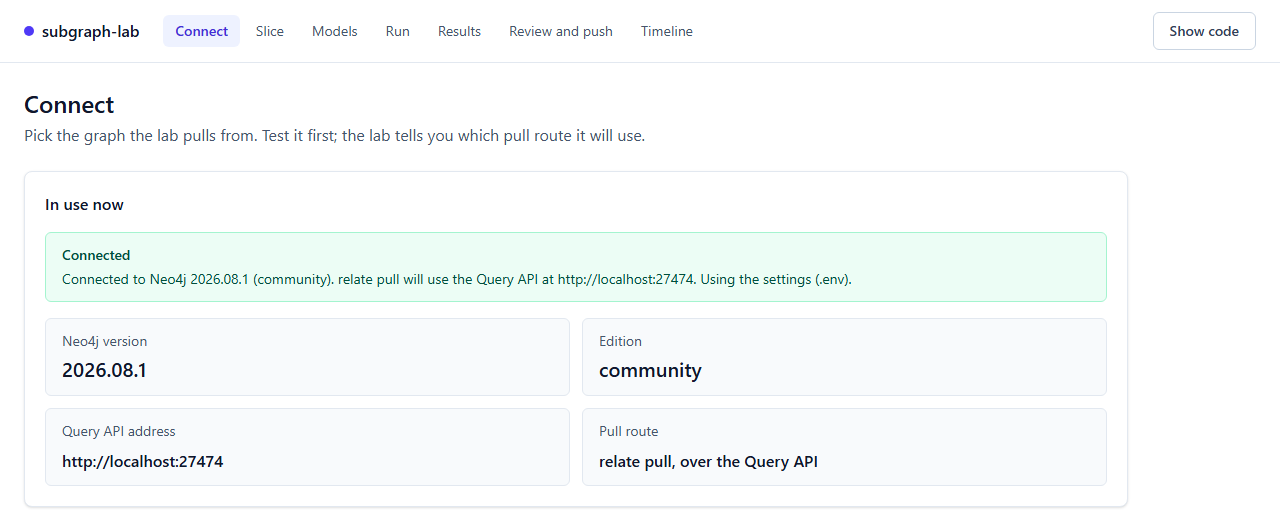 subgraph-lab Connect Slice Models Run Results Review and push Timeline Show code
Connect
Pick the graph the lab pulls from. Test it first; the lab tells you which pull route it will use.
In use now
Connected
Connected to Neo4j 2026.08.1 (community). relate pull will use the Query API at http://localhost:27474. Using the settings (.env).
Neo4j version
2026.08.1
Edition
community
Query API address
http://localhost:27474
Pull route
relate pull, over the Query API